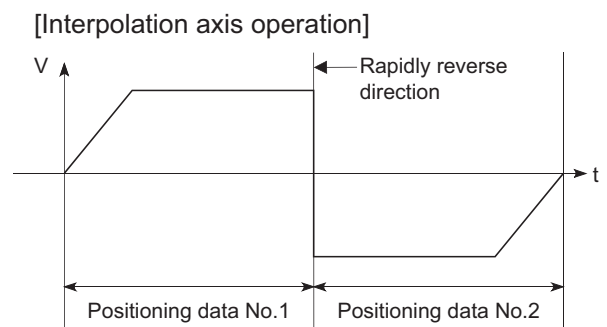 [Interpolation axis operation]
V
Rapidly reverse
direction
t
Positioning data No.1
Positioning data No.2